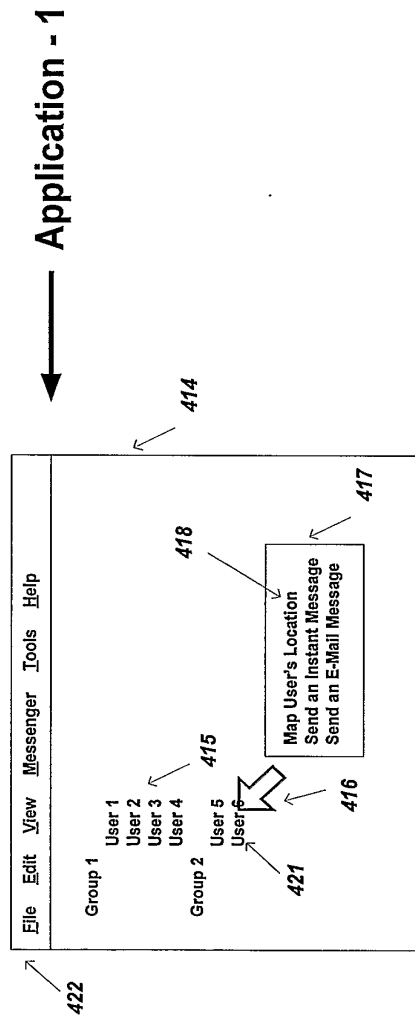 Application - 1
422
File Edit View Messenger Tools Help
414
Group 1
User 1
User 2
User 3
User 4
415
Group 2
User 5
User 6
421
416
418
417
Map User's Location
Send an Instant Message
Send an E-Mail Message